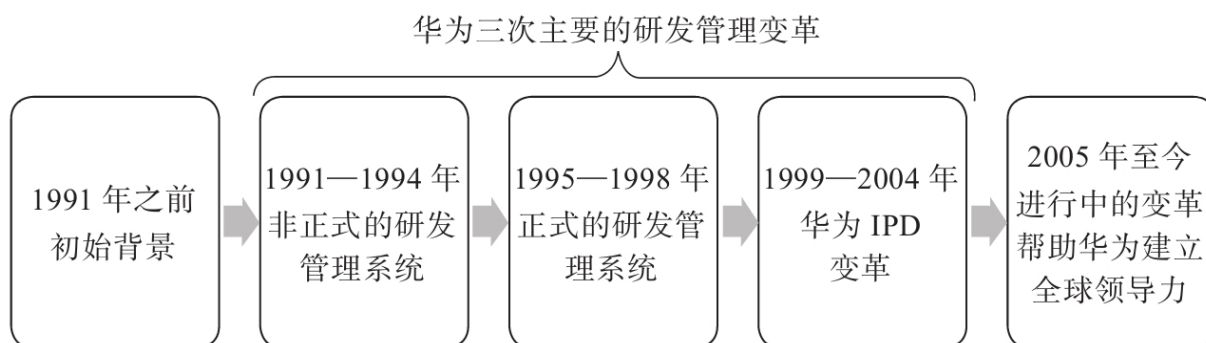 华为三次主要的研发管理变革
1991 年之前
初始背景
1991—1994 年
非正式的研发
管理系统
1995—1998 年
正式的研发管
理系统
1999—2004 年
华为 IPD
变革
2005 年至今
进行中的变革
帮助华为建立
全球领导力